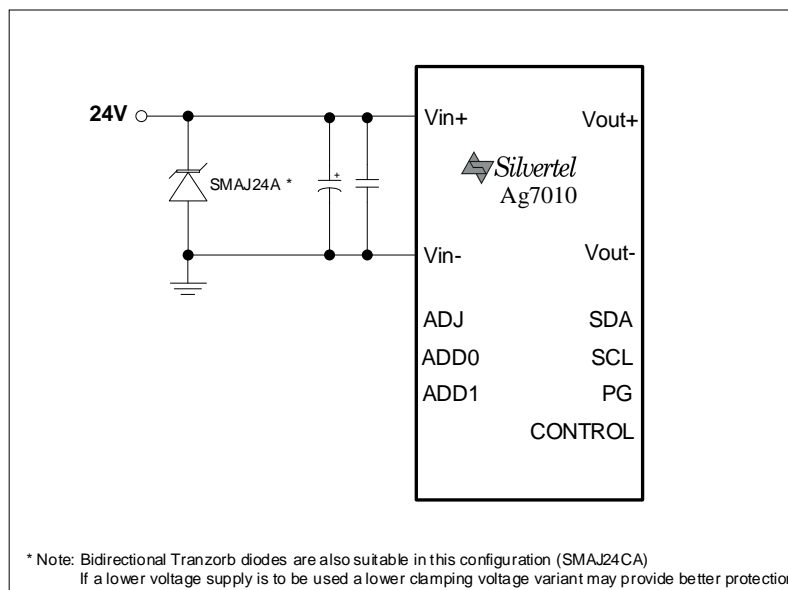 24V
Vin+ Vout+
SMAJ24A *
+
Silvertel
Ag7010
Vin- Vout-
ADJ SDA
ADD0 SCL
ADD1 PG
CONTROL
* Note: Bidirectional Tranzorb diodes are also suitable in this configuration (SMAJ24CA)
If a lower voltage supply is to be used a lower clamping voltage variant may provide better protection